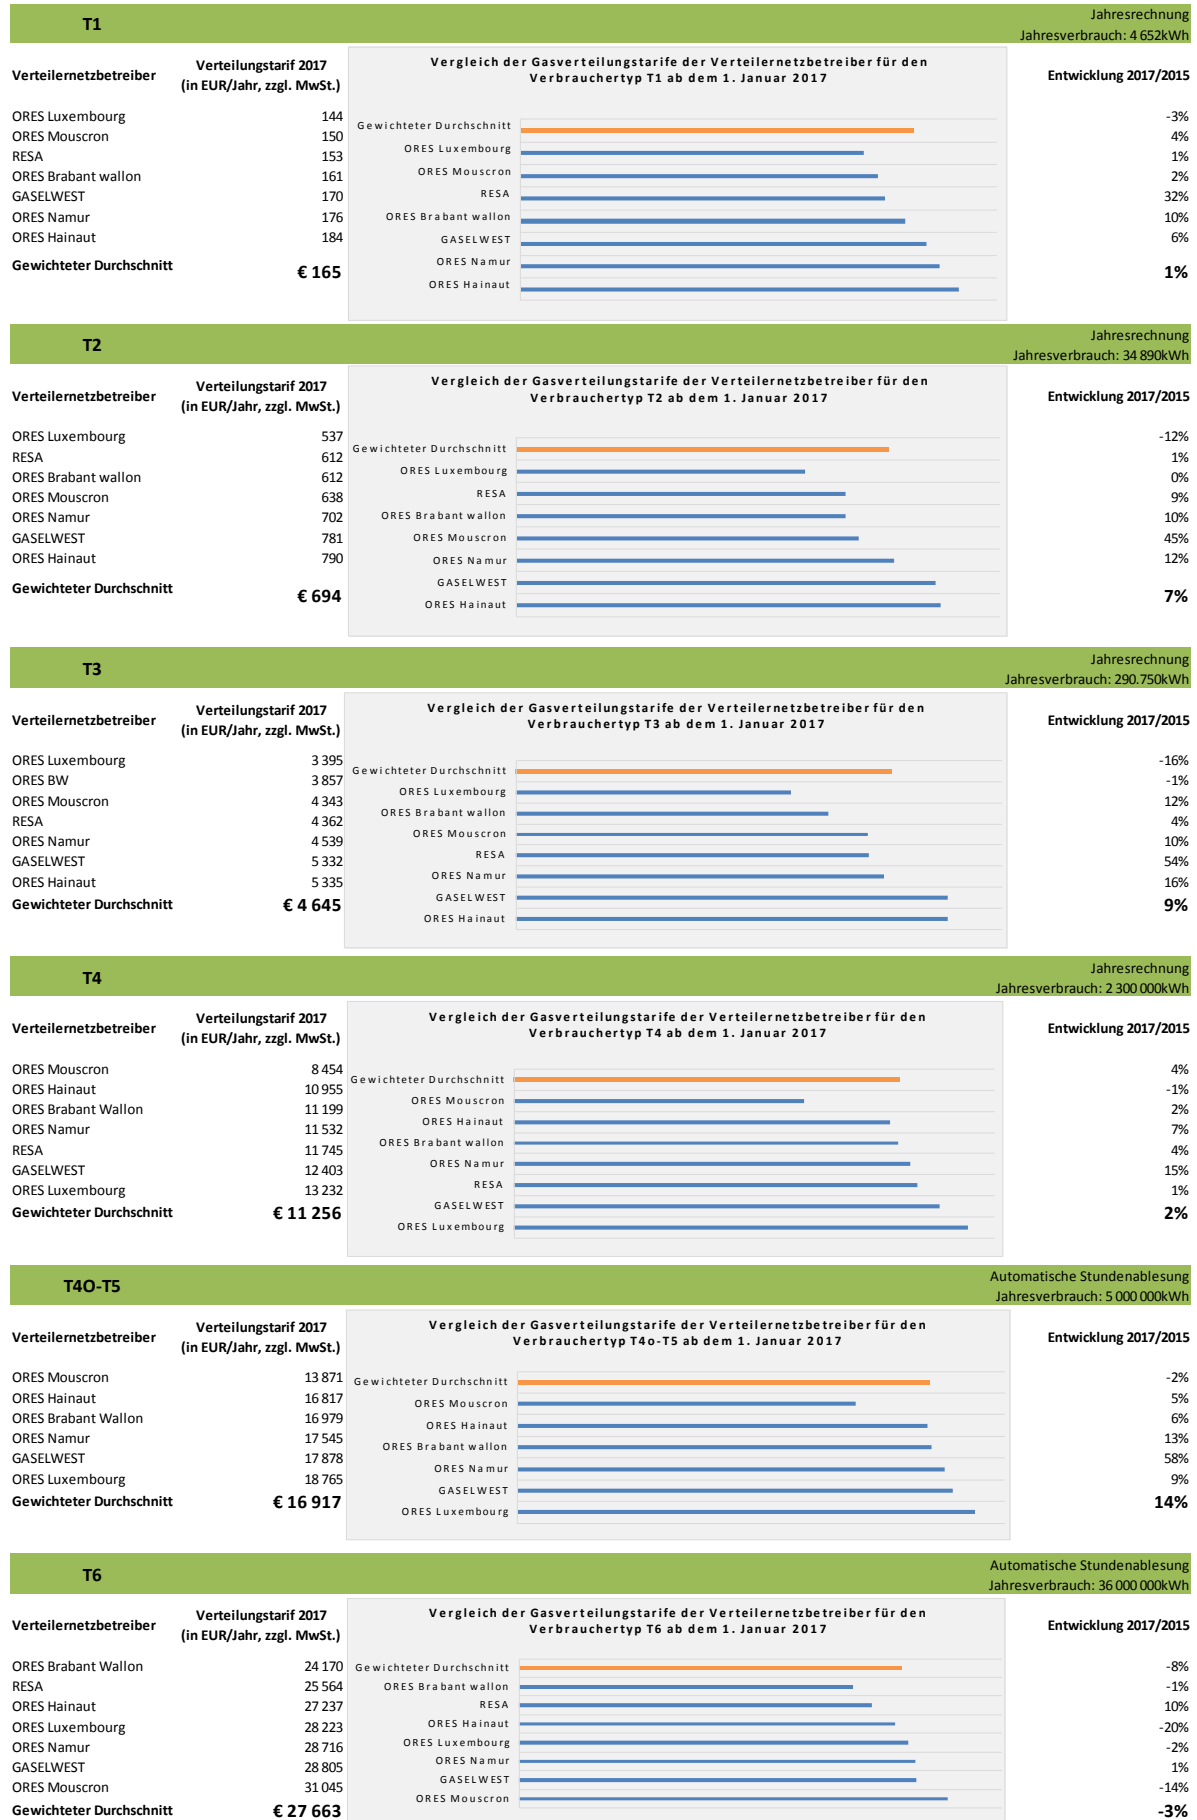 T1
Jahresrechnung
Jahresverbrauch: 4 652kWh
Verteilernetzbetreiber
Verteilungstarif 2017
(in EUR/Jahr, zzgl. MwSt.)
Vergleich der Gasverteilungstarife der Verteilernetzbetreiber für den
Verbrauchertyp T1 ab dem 1. Januar 2017
Entwicklung 2017/2015
ORES Luxembourg 144 -3%
ORES Mouscron 150 4%
RESA 153 1%
ORES Brabant wallon 161 2%
GASELWEST 170 32%
ORES Namur 176 10%
ORES Hainaut 184 6%
Gewichteter Durchschnitt € 165 1%
Gewichteter Durchschnitt
ORES Luxembourg
ORES Mouscron
RESA
ORES Brabant wallon
GASELWEST
ORES Namur
ORES Hainaut
T2
Jahresrechnung
Jahresverbrauch: 34 890kWh
Verteilernetzbetreiber
Verteilungstarif 2017
(in EUR/Jahr, zzgl. MwSt.)
Vergleich der Gasverteilungstarife der Verteilernetzbetreiber für den
Verbrauchertyp T2 ab dem 1. Januar 2017
Entwicklung 2017/2015
ORES Luxembourg 537 -12%
RESA 612 1%
ORES Brabant wallon 612 0%
ORES Mouscron 638 9%
ORES Namur 702 10%
GASELWEST 781 45%
ORES Hainaut 790 12%
Gewichteter Durchschnitt € 694 7%
Gewichteter Durchschnitt
ORES Luxembourg
RESA
ORES Brabant wallon
ORES Mouscron
ORES Namur
GASELWEST
ORES Hainaut
T3
Jahresrechnung
Jahresverbrauch: 290.750kWh
Verteilernetzbetreiber
Verteilungstarif 2017
(in EUR/Jahr, zzgl. MwSt.)
Vergleich der Gasverteilungstarife der Verteilernetzbetreiber für den
Verbrauchertyp T3 ab dem 1. Januar 2017
Entwicklung 2017/2015
ORES Luxembourg 3 395 -16%
ORES BW 3 857 -1%
ORES Mouscron 4 343 12%
RESA 4 362 4%
ORES Namur 4 539 10%
GASELWEST 5 332 54%
ORES Hainaut 5 335 16%
Gewichteter Durchschnitt € 4 645 9%
Gewichteter Durchschnitt
ORES Luxembourg
ORES Brabant wallon
ORES Mouscron
RESA
ORES Namur
GASELWEST
ORES Hainaut
T4
Jahresrechnung
Jahresverbrauch: 2 300 000kWh
Verteilernetzbetreiber
Verteilungstarif 2017
(in EUR/Jahr, zzgl. MwSt.)
Vergleich der Gasverteilungstarife der Verteilernetzbetreiber für den
Verbrauchertyp T4 ab dem 1. Januar 2017
Entwicklung 2017/2015
ORES Mouscron 8 454 4%
ORES Hainaut 10 955 -1%
ORES Brabant Wallon 11 199 2%
ORES Namur 11 532 7%
RESA 11 745 4%
GASELWEST 12 403 15%
ORES Luxembourg 13 232 1%
Gewichteter Durchschnitt € 11 256 2%
Gewichteter Durchschnitt
ORES Mouscron
ORES Hainaut
ORES Brabant wallon
ORES Namur
RESA
GASELWEST
ORES Luxembourg
T4O-T5
Automatische Stundenablesung
Jahresverbrauch: 5 000 000kWh
Verteilernetzbetreiber
Verteilungstarif 2017
(in EUR/Jahr, zzgl. MwSt.)
Vergleich der Gasverteilungstarife der Verteilernetzbetreiber für den
Verbrauchertyp T4o-T5 ab dem 1. Januar 2017
Entwicklung 2017/2015
ORES Mouscron 13 871 -2%
ORES Hainaut 16 817 5%
ORES Brabant Wallon 16 979 6%
ORES Namur 17 545 13%
GASELWEST 17 878 58%
ORES Luxembourg 18 765 9%
Gewichteter Durchschnitt € 16 917 14%
Gewichteter Durchschnitt
ORES Mouscron
ORES Hainaut
ORES Brabant wallon
ORES Namur
GASELWEST
ORES Luxembourg
T6
Automatische Stundenablesung
Jahresverbrauch: 36 000 000kWh
Verteilernetzbetreiber
Verteilungstarif 2017
(in EUR/Jahr, zzgl. MwSt.)
Vergleich der Gasverteilungstarife der Verteilernetzbetreiber für den
Verbrauchertyp T6 ab dem 1. Januar 2017
Entwicklung 2017/2015
ORES Brabant Wallon 24 170 -8%
RESA 25 564 -1%
ORES Hainaut 27 237 10%
ORES Luxembourg 28 223 -20%
ORES Namur 28 716 -2%
GASELWEST 28 805 1%
ORES Mouscron 31 045 -14%
Gewichteter Durchschnitt € 27 663 -3%
Gewichteter Durchschnitt
ORES Brabant wallon
RESA
ORES Hainaut
ORES Luxembourg
ORES Namur
GASELWEST
ORES Mouscron